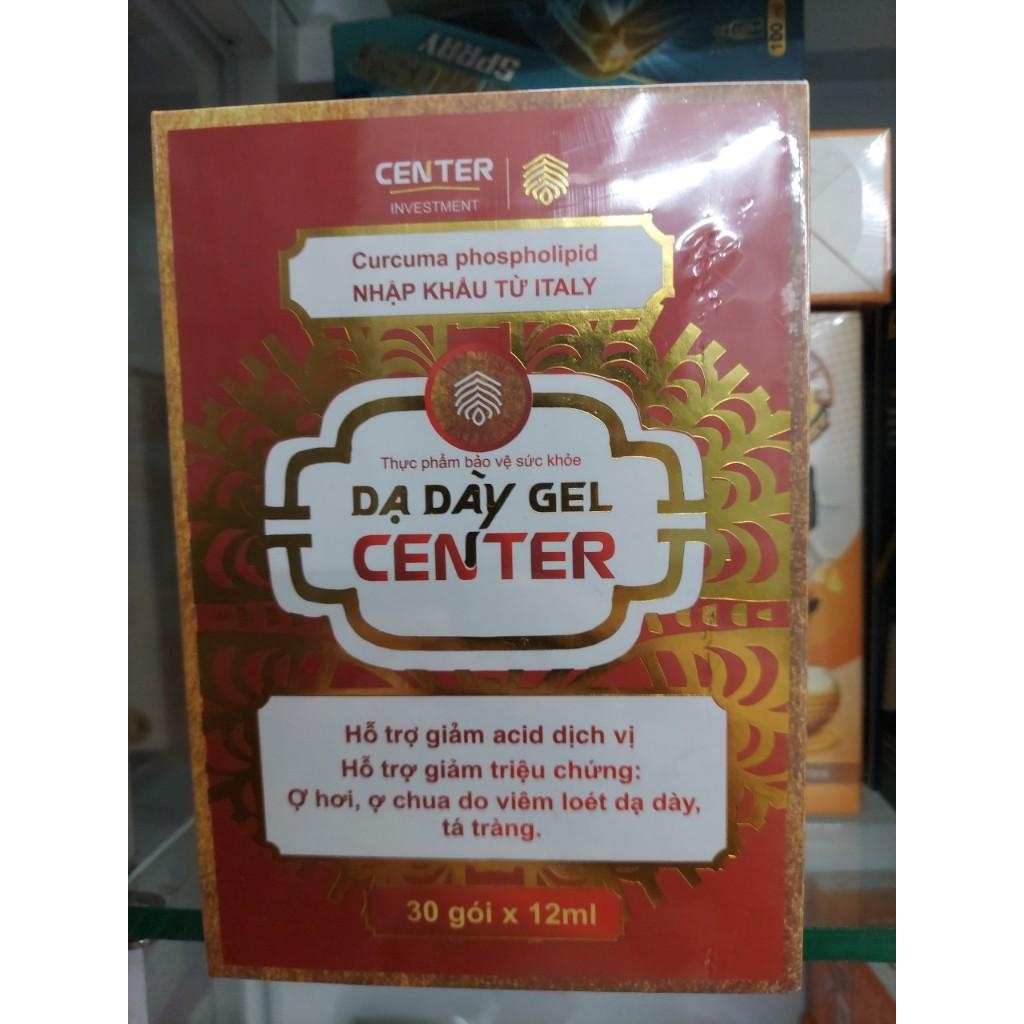 SPRAY
100
CENTER
INVESTMENT
Curcuma phospholipid
NHẬP KHẨU TỪ ITALY
Thực phẩm bảo vệ sức khỏe
DẠ DÀY GEL
CENTER
Hỗ trợ giảm acid dịch vị
Hỗ trợ giảm triệu chứng:
Ợ hơi, ợ chua do viêm loét dạ dày,
tá tràng.
30 gói x 12ml